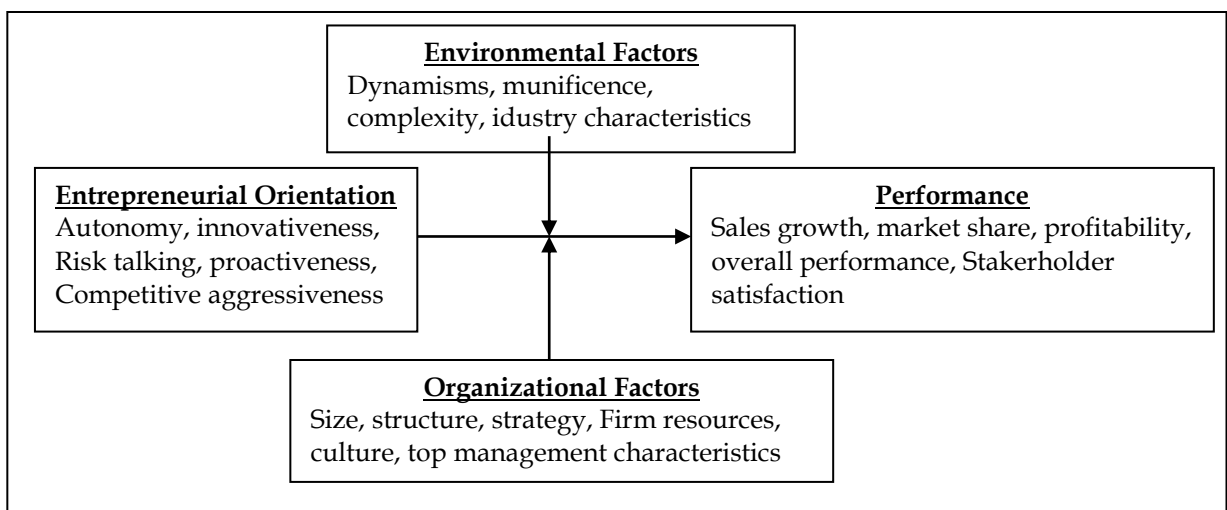 Environmental Factors
Dynamisms, munificence,
complexity, idustry characteristics
Entrepreneurial Orientation
Autonomy, innovativeness,
Risk talking, proactiveness,
Competitive aggressiveness
Performance
Sales growth, market share, profitability,
overall performance, Stakerholder
satisfaction
Organizational Factors
Size, structure, strategy, Firm resources,
culture, top management characteristics